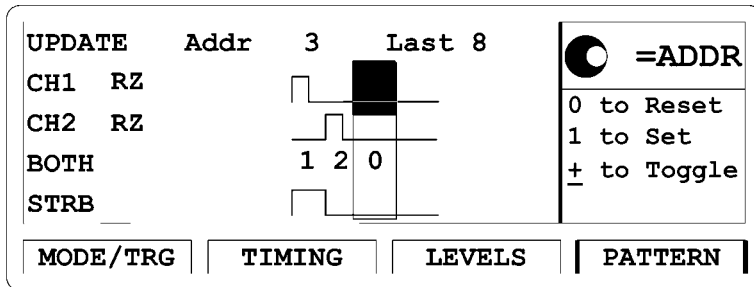 UPDATE Addr 3 Last 8
CH1 RZ
CH2 RZ
BOTH 1 2 0
STRB
=ADDR
0 to Reset
1 to Set
± to Toggle
MODE/TRG TIMING LEVELS PATTERN